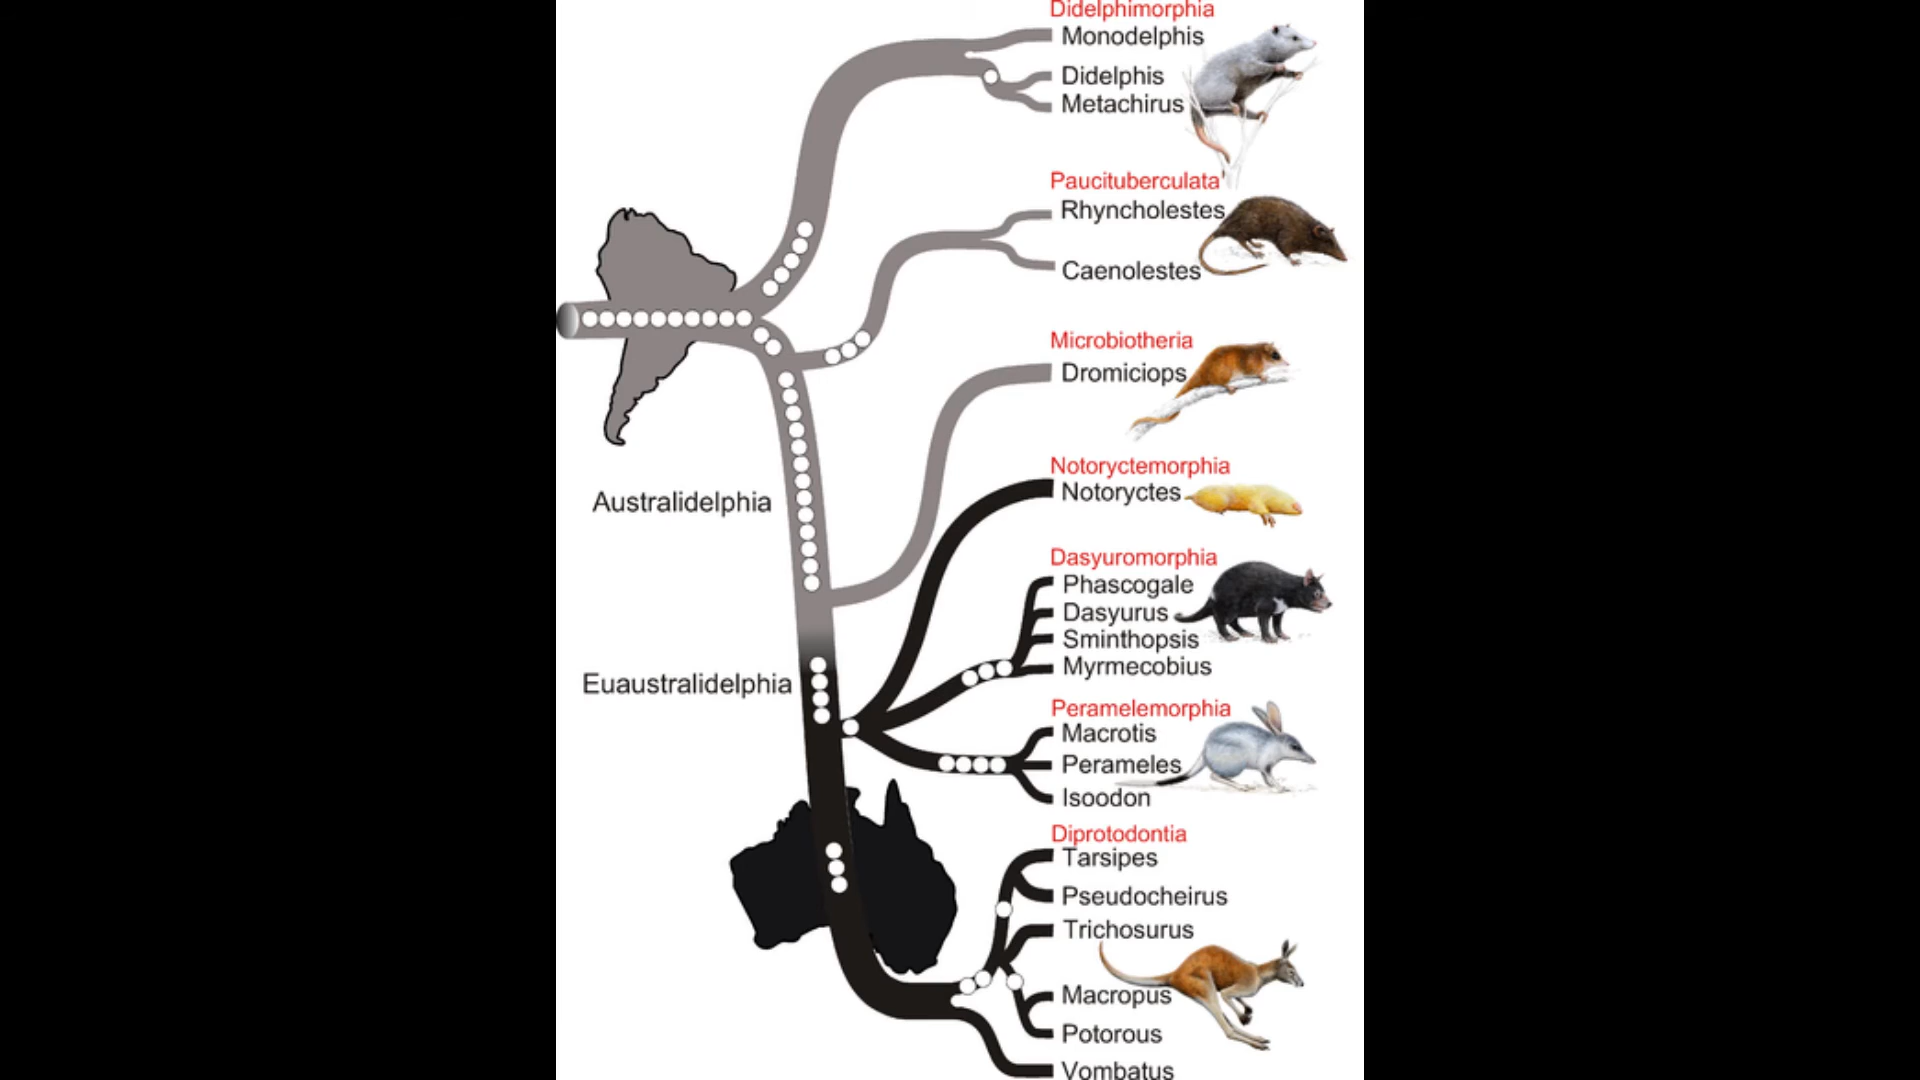 Didelphimorphia
Monodelphis
Didelphis
Metachirus
Paucituberculata
Rhyncholestes
Caenolestes
Microbiotheria
Dromiciops
Notoryctemorphia
Notoryctes
Australidelphia
Dasyuromorphia
Phascogale
Dasyurus
Sminthopsis
Myrmecobius
Euaustralidelphia
Peramelemorphia
Macrotis
Perameles
Isoodon
Diprotodontia
Tarsipes
Pseudocheirus
Trichosurus
Macropus
Potorous
Vombatus